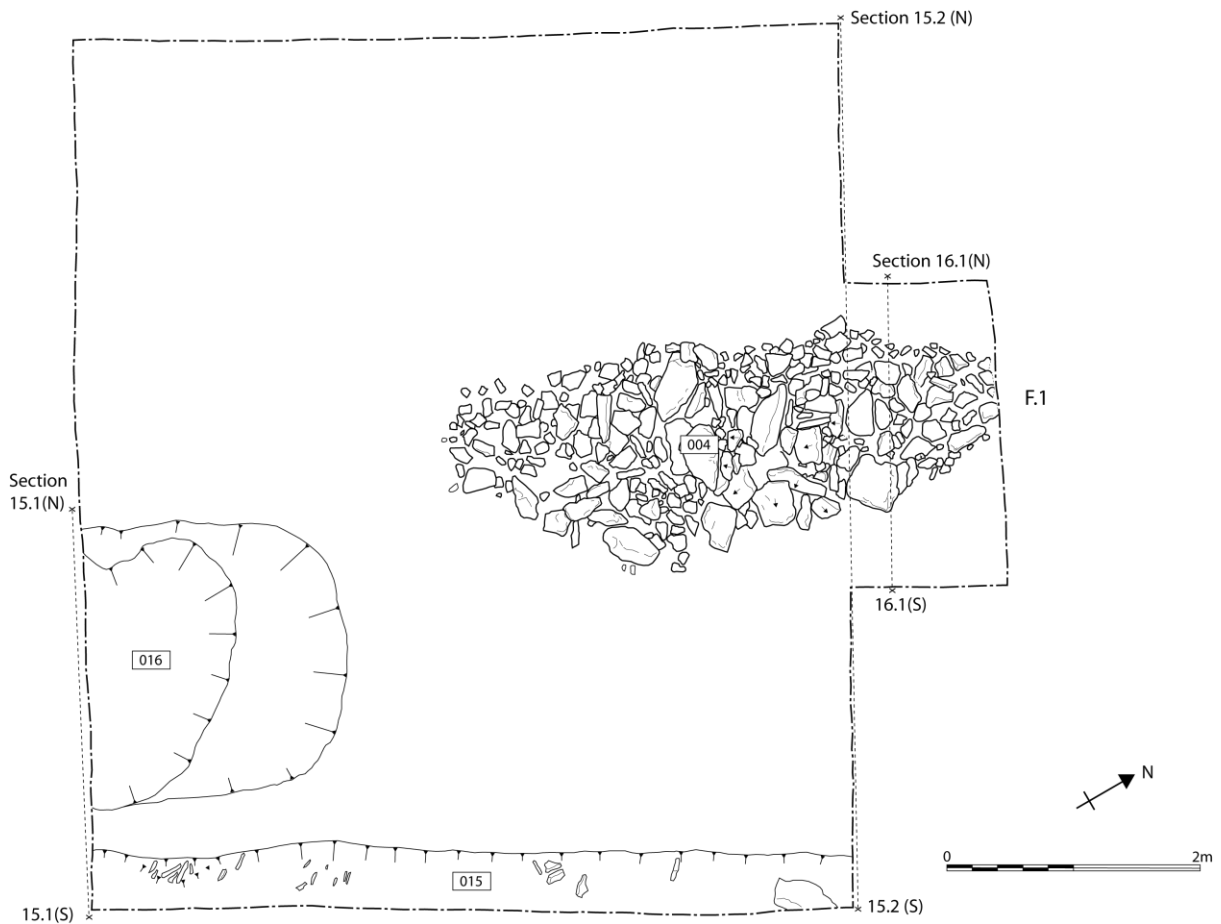 Section 15.2 (N)
Section 16.1(N)
F.1
004
Section
15.1(N)
16.1(S)
016
N
0 2m
015
15.1(S)
15.2 (S)